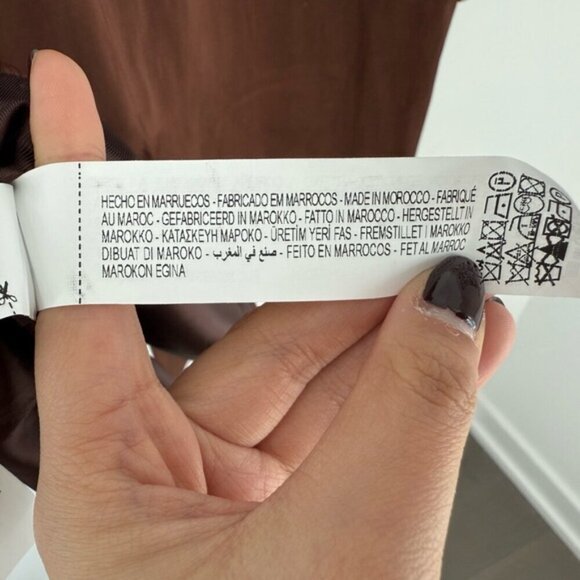 HECHO EN MARRUECOS - FABRICADO EM MARROCOS - MADE IN MOROCCO - FABRIQUÉ
AU MAROC - GEFABRICEERD IN MAROKKO - FATTO IN MAROCCO - HERGESTELLT IN
MAROKKO - ΚΑΤΑΣΚΕΥΗ ΜΑΡΟΚΟ - ÜRETİM YERİ FAS - FREMSTILLET I MAROKKO
DIBUAT DI MAROKO - صنع في المغرب - FEITO EN MARROCOS - FET AL MARROC
MAROKON EGINA